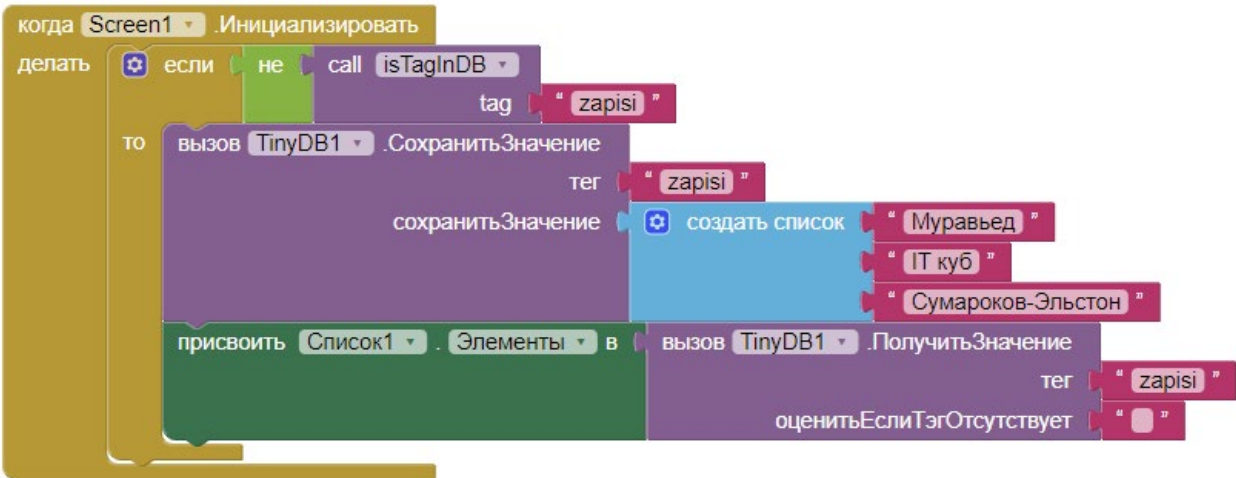 когда Screen1 .Инициализировать
делать если не call isTagInDB
tag " zapisi "
то вызов TinyDB1 .СохранитьЗначение
тег " zapisi "
сохранитьЗначение создать список " Муравьед "
" IT куб "
" Сумароков-Эльстон "
присвоить Список1 . Элементы в вызов TinyDB1 .ПолучитьЗначение
тег " zapisi "
оценитьЕслиТэгОтсутствует " "